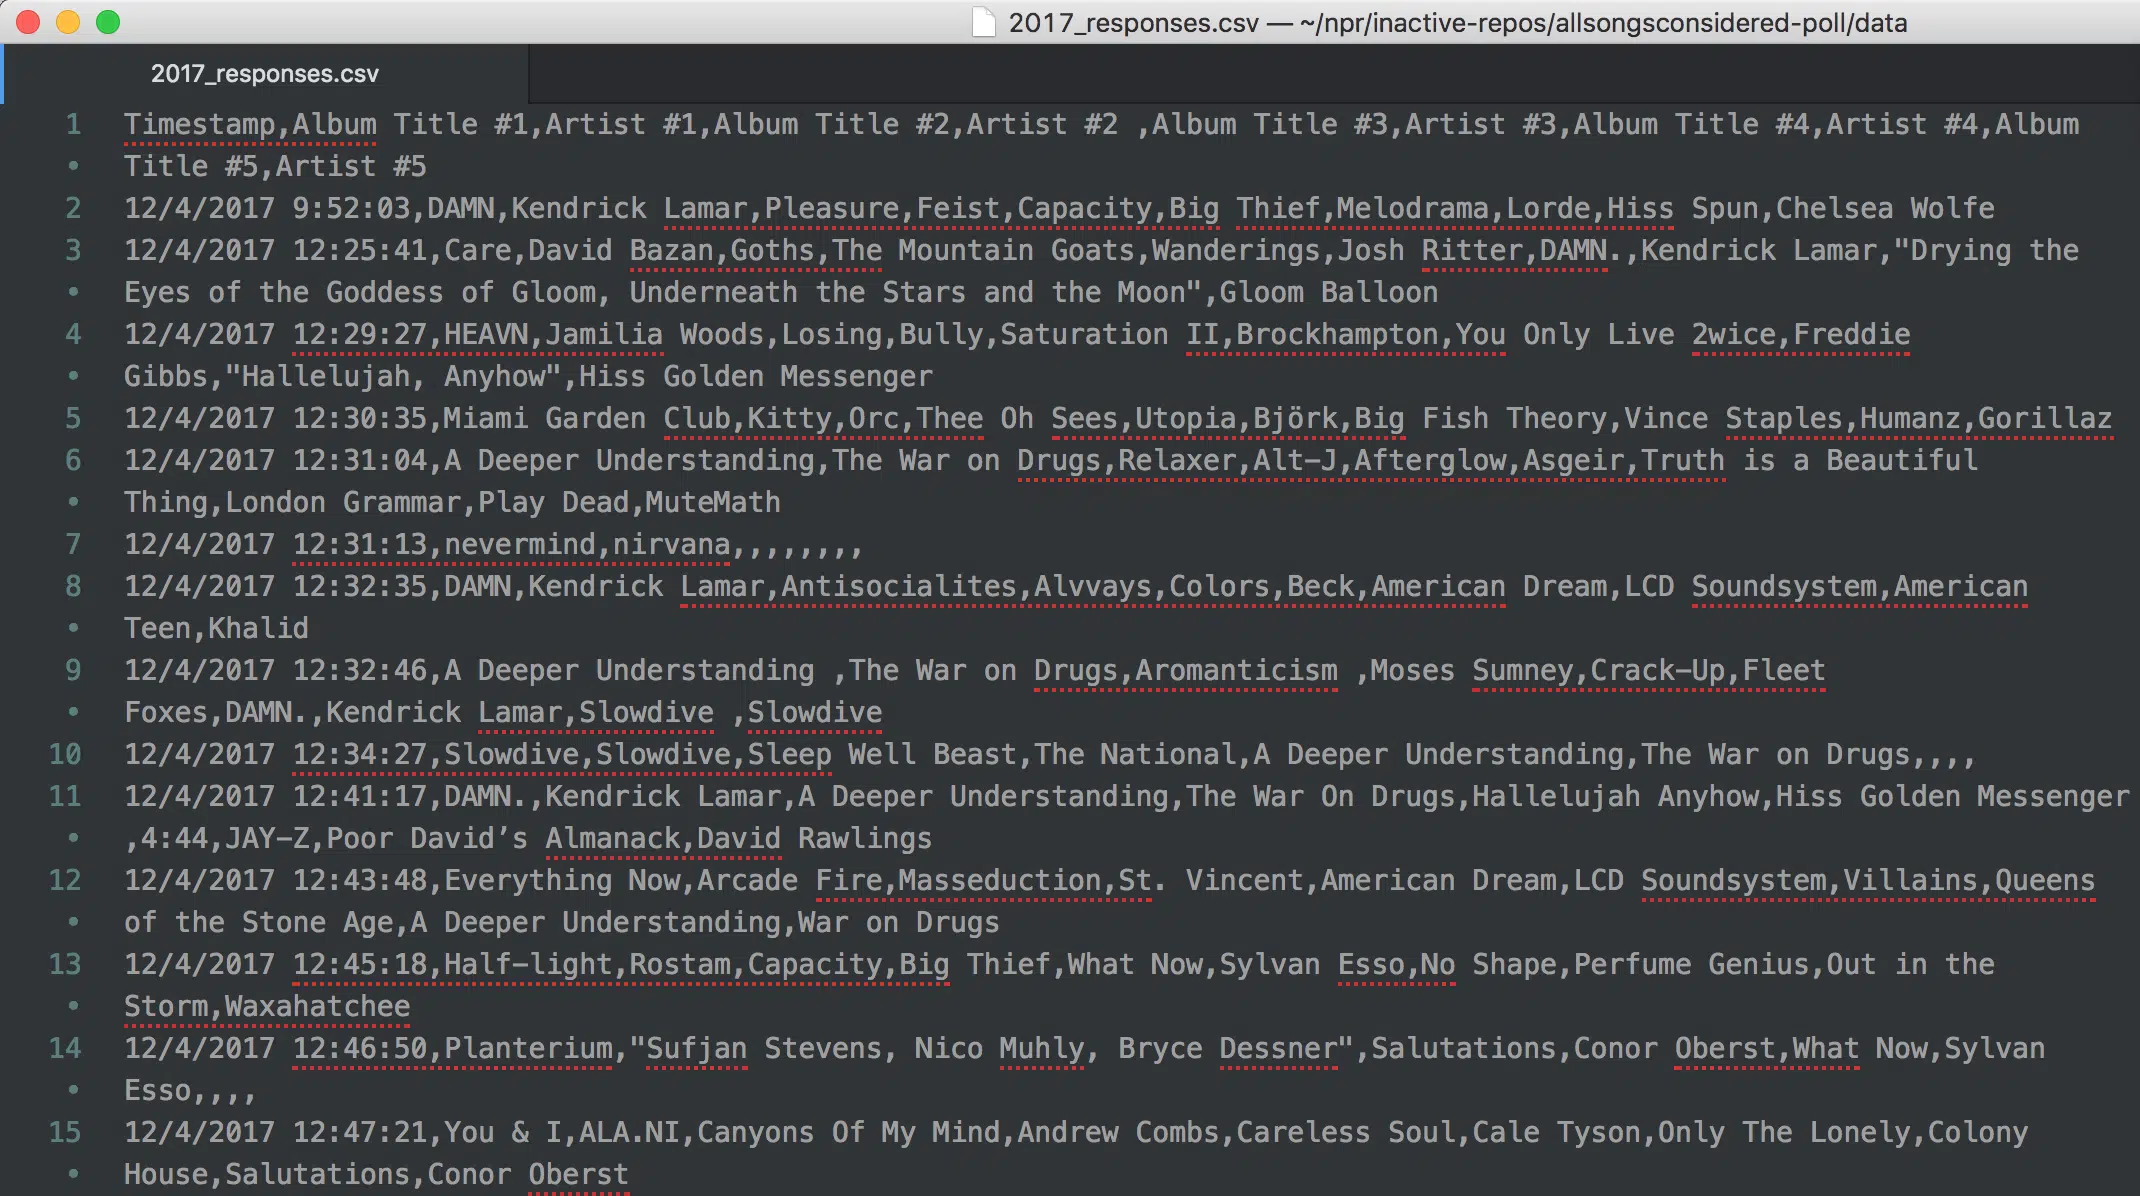 2017_responses.csv — ~/npr/inactive-repos/allsongsconsidered-poll/data
2017_responses.csv
1 Timestamp,Album Title #1,Artist #1,Album Title #2,Artist #2 ,Album Title #3,Artist #3,Album Title #4,Artist #4,Album
• Title #5,Artist #5
2 12/4/2017 9:52:03,DAMN,Kendrick Lamar,Pleasure,Feist,Capacity,Big Thief,Melodrama,Lorde,Hiss Spun,Chelsea Wolfe
3 12/4/2017 12:25:41,Care,David Bazan,Goths,The Mountain Goats,Wanderings,Josh Ritter,DAMN.,Kendrick Lamar,"Drying the
• Eyes of the Goddess of Gloom, Underneath the Stars and the Moon",Gloom Balloon
4 12/4/2017 12:29:27,HEAVN,Jamilia Woods,Losing,Bully,Saturation II,Brockhampton,You Only Live 2wice,Freddie
• Gibbs,"Hallelujah, Anyhow",Hiss Golden Messenger
5 12/4/2017 12:30:35,Miami Garden Club,Kitty,Orc,Thee Oh Sees,Utopia,Björk,Big Fish Theory,Vince Staples,Humanz,Gorillaz
6 12/4/2017 12:31:04,A Deeper Understanding,The War on Drugs,Relaxer,Alt-J,Afterglow,Asgeir,Truth is a Beautiful
• Thing,London Grammar,Play Dead,MuteMath
7 12/4/2017 12:31:13,nevermind,nirvana,,,,,,,,
8 12/4/2017 12:32:35,DAMN,Kendrick Lamar,Antisocialites,Alvvays,Colors,Beck,American Dream,LCD Soundsystem,American
• Teen,Khalid
9 12/4/2017 12:32:46,A Deeper Understanding ,The War on Drugs,Aromanticism ,Moses Sumney,Crack-Up,Fleet
• Foxes,DAMN.,Kendrick Lamar,Slowdive ,Slowdive
10 12/4/2017 12:34:27,Slowdive,Slowdive,Sleep Well Beast,The National,A Deeper Understanding,The War on Drugs,,,,
11 12/4/2017 12:41:17,DAMN.,Kendrick Lamar,A Deeper Understanding,The War On Drugs,Hallelujah Anyhow,Hiss Golden Messenger
• ,4:44,JAY-Z,Poor David’s Almanack,David Rawlings
12 12/4/2017 12:43:48,Everything Now,Arcade Fire,Masseduction,St. Vincent,American Dream,LCD Soundsystem,Villains,Queens
• of the Stone Age,A Deeper Understanding,War on Drugs
13 12/4/2017 12:45:18,Half-light,Rostam,Capacity,Big Thief,What Now,Sylvan Esso,No Shape,Perfume Genius,Out in the
• Storm,Waxahatchee
14 12/4/2017 12:46:50,Planterium,"Sufjan Stevens, Nico Muhly, Bryce Dessner",Salutations,Conor Oberst,What Now,Sylvan
• Esso,,,,
15 12/4/2017 12:47:21,You & I,ALA.NI,Canyons Of My Mind,Andrew Combs,Careless Soul,Cale Tyson,Only The Lonely,Colony
• House,Salutations,Conor Oberst